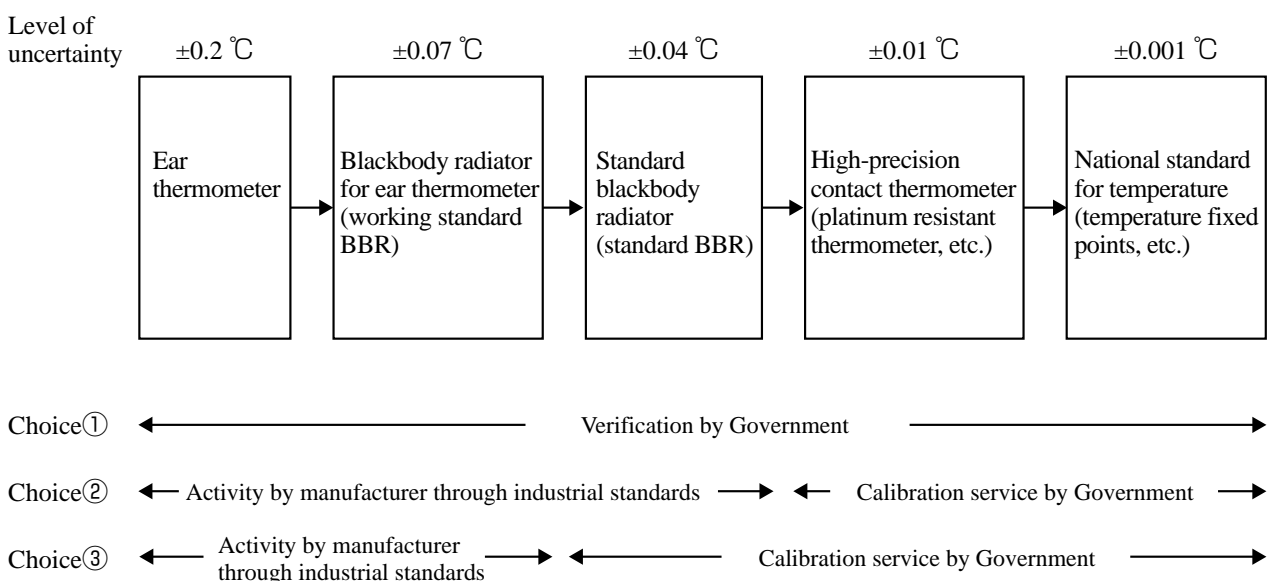 Level of
uncertainty
±0.2 ℃
±0.07 ℃
±0.04 ℃
±0.01 ℃
±0.001 ℃
Ear
thermometer
Blackbody radiator
for ear thermometer
(working standard
BBR)
Standard
blackbody
radiator
(standard BBR)
High-precision
contact thermometer
(platinum resistant
thermometer, etc.)
National standard
for temperature
(temperature fixed
points, etc.)
Choice① Verification by Government
Choice② Activity by manufacturer through industrial standards Calibration service by Government
Choice③ Activity by manufacturer
through industrial standards
Calibration service by Government